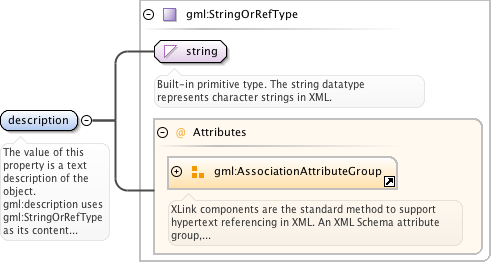 gml:StringOrRefType
string
Built-in primitive type. The string datatype
represents character strings in XML.
description
The value of this
property is a text
description of the
object.
gml:description uses
gml:StringOrRefType
as its content...
@ Attributes
gml:AssociationAttributeGroup
XLink components are the standard method to support
hypertext referencing in XML. An XML Schema attribute
group,...